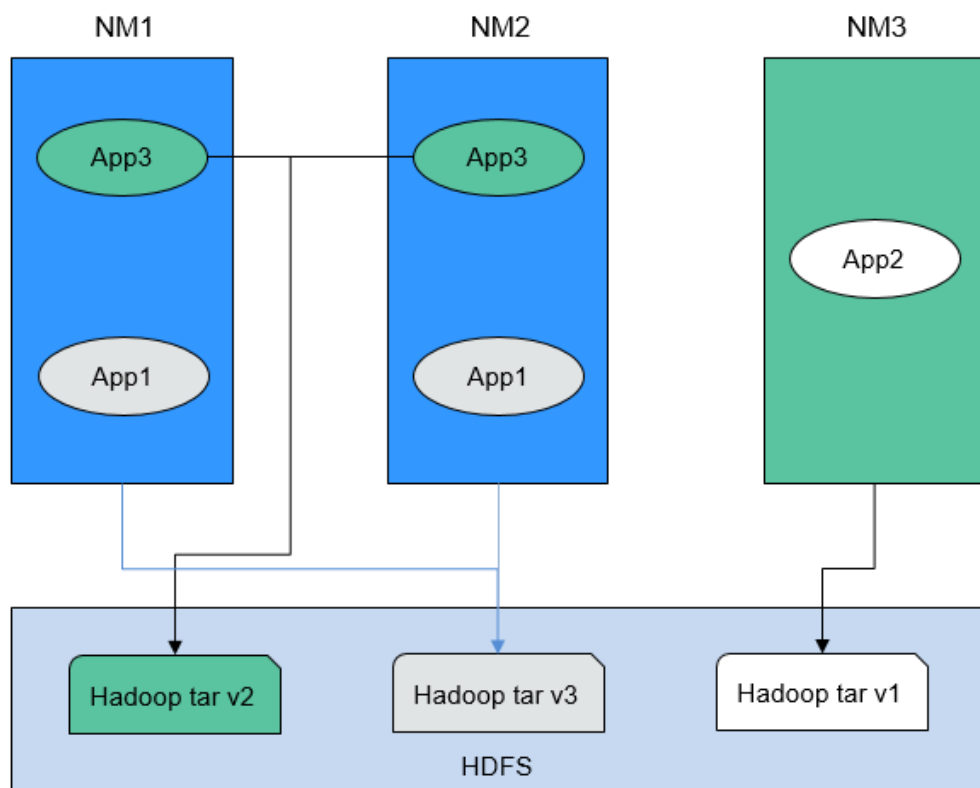 NM1
NM2
NM3
App3
App3
App2
App1
App1
Hadoop tar v2
Hadoop tar v3
Hadoop tar v1
HDFS